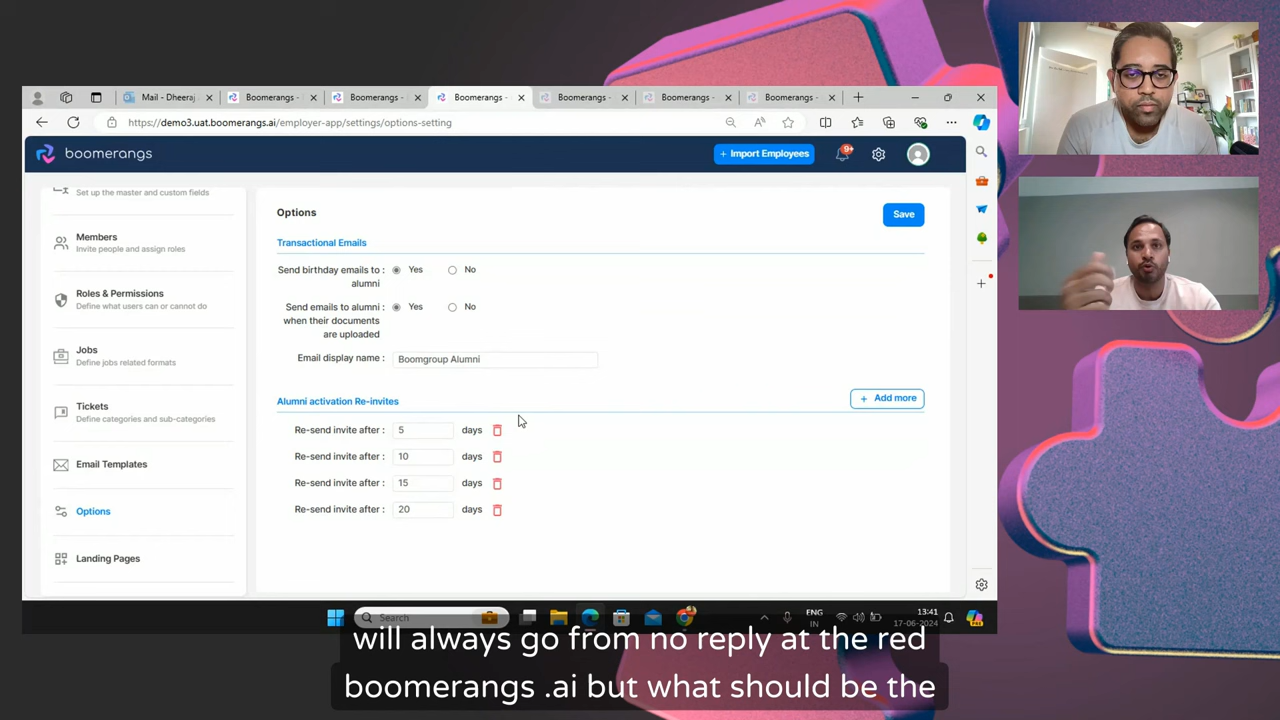 Mail - Dheeraj
Boomerangs -
Boomerangs -
Boomerangs -
Boomerangs -
Boomerangs -
Boomerangs -
https://demo3.uat.boomerangs.ai/employer-app/settings/options-setting
boomerangs
+ Import Employees
9+
Set up the master and custom fields
Members
Invite people and assign roles
Roles & Permissions
Define what users can or cannot do
Jobs
Define jobs related formats
Tickets
Define categories and sub-categories
Email Templates
Options
Landing Pages
Options
Save
Transactional Emails
Send birthday emails to : Yes No
alumni
Send emails to alumni : Yes No
when their documents
are uploaded
Email display name : Boomgroup Alumni
Alumni activation Re-invites
+ Add more
Re-send invite after : 5 days
Re-send invite after : 10 days
Re-send invite after : 15 days
Re-send invite after : 20 days
Search
ENG
IN
13:41
17-06-2024
will always go from no reply at the red
boomerangs .ai but what should be the